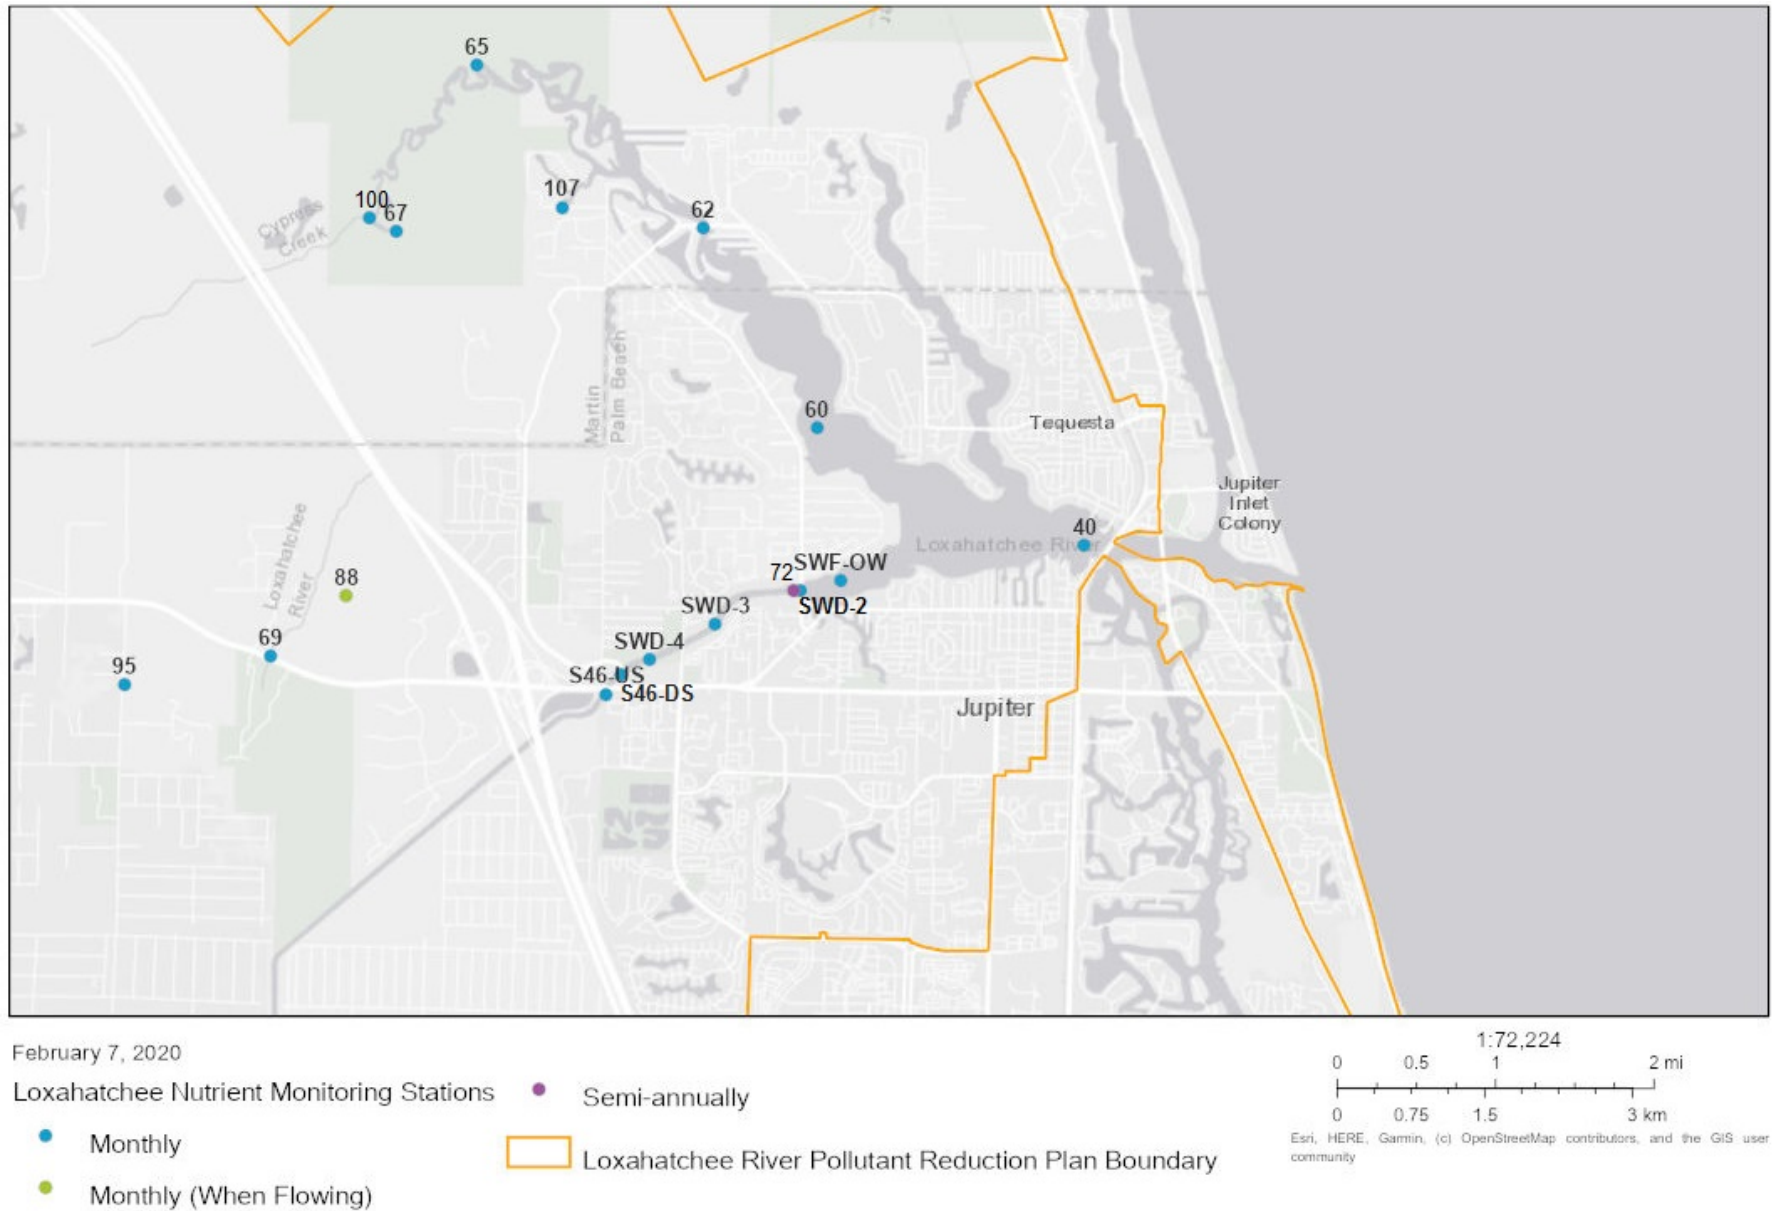 65
107
100
67
62
Cypress
Creek
Martin
Palm Beach
60
Tequesta
Jupiter
Inlet
Colony
40
Loxahatchee River
SWF-OW
72
SWD-2
88
Loxahatchee
River
SWD-3
69
SWD-4
95
S46-US
S46-DS
Jupiter
February 7, 2020
Loxahatchee Nutrient Monitoring Stations
Monthly
Monthly (When Flowing)
Semi-annually
Loxahatchee River Pollutant Reduction Plan Boundary
1:72,224
0 0.5 1 2 mi
0 0.75 1.5 3 km
Esri, HERE, Garmin, (c) OpenStreetMap contributors, and the GIS user
community